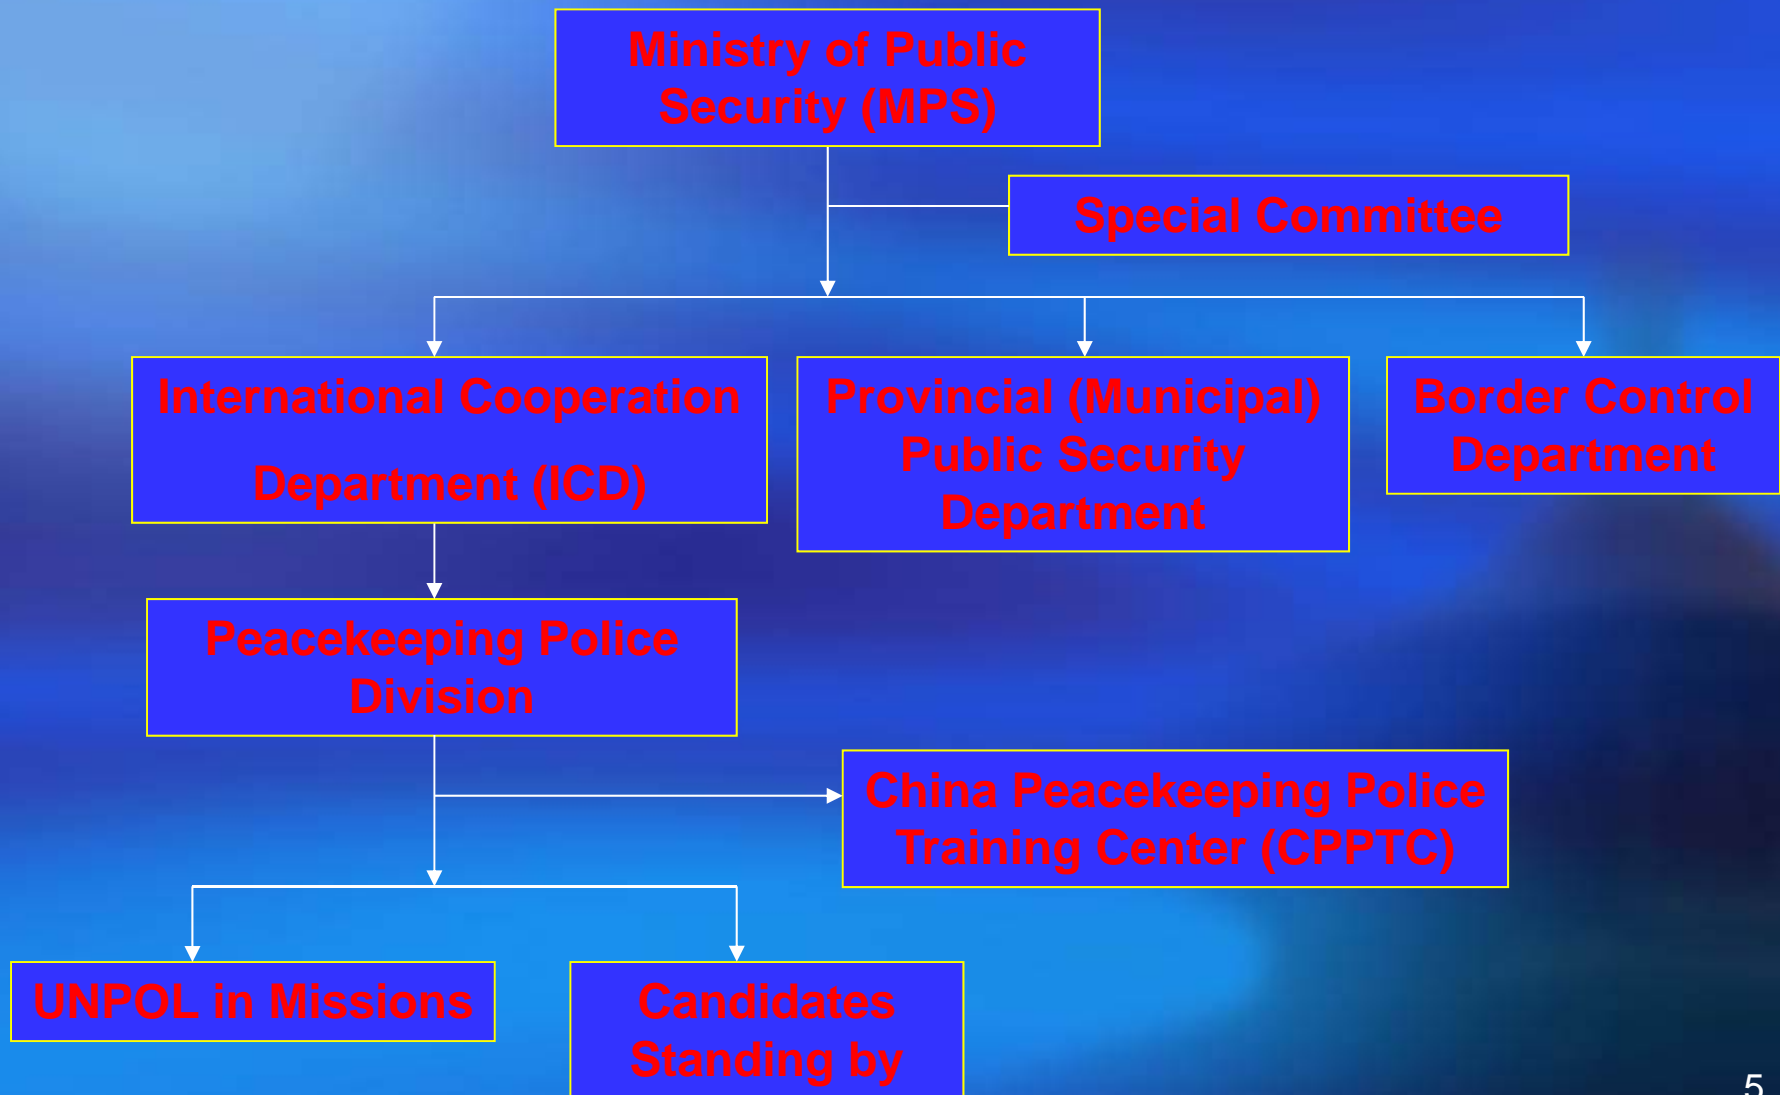 Ministry of Public
Security (MPS)
Special Committee
International Cooperation
Department (ICD)
Provincial (Municipal)
Public Security
Department
Border Control
Department
Peacekeeping Police
Division
China Peacekeeping Police
Training Center (CPPTC)
UNPOL in Missions
Candidates
Standing by
5